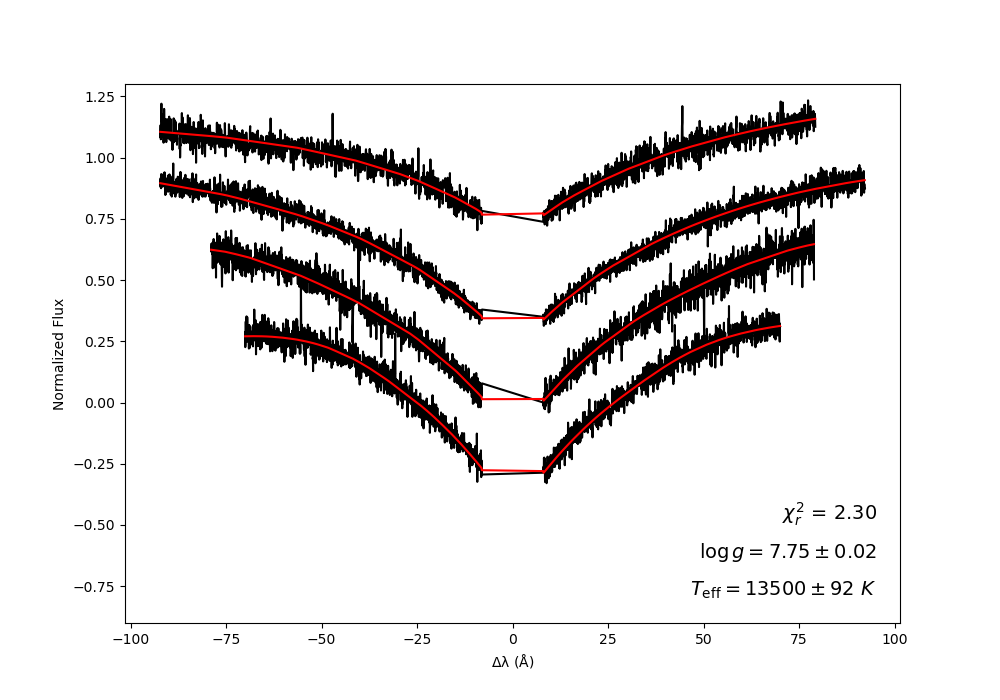 1.25
1.00
0.75
0.50
0.25
0.00
−0.25
−0.50
−0.75
Normalized Flux
χ²ᵣ = 2.30
log g = 7.75 ± 0.02
T_eff = 13500 ± 92 K
−100 −75 −50 −25 0 25 50 75 100
Δλ (Å)